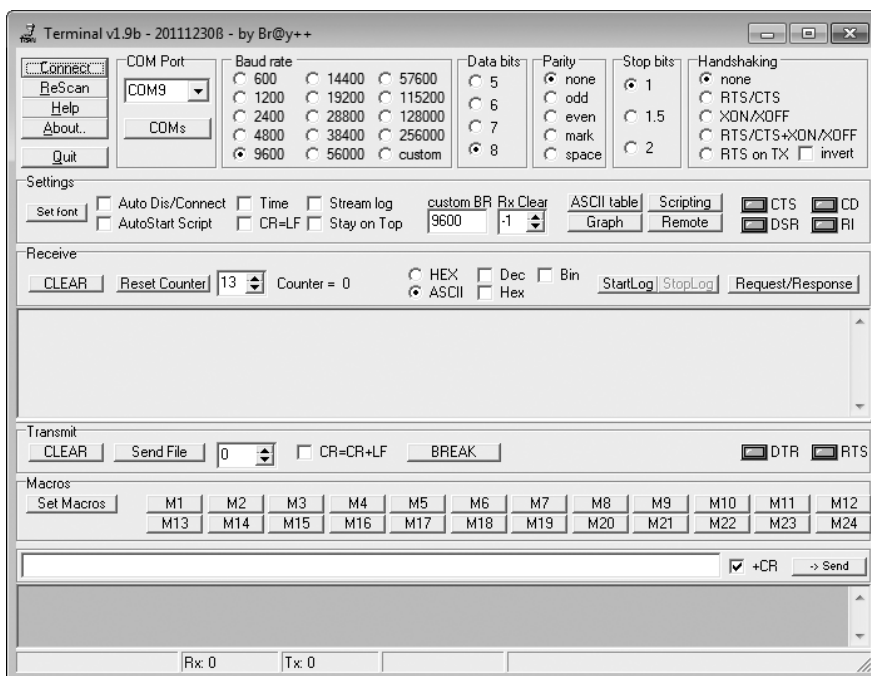 Terminal v1.9b - 20111230ß - by Br@y++
Connect
ReScan
Help
About..
Quit
COM Port
COM9
COMs
Baud rate
600 14400 57600
1200 19200 115200
2400 28800 128000
4800 38400 256000
9600 56000 custom
Data bits
5
6
7
8
Parity
none
odd
even
mark
space
Stop bits
1
1.5
2
Handshaking
none
RTS/CTS
XON/XOFF
RTS/CTS+XON/XOFF
RTS on TX invert
Settings
Set font
Auto Dis/Connect Time Stream log
AutoStart Script CR=LF Stay on Top
custom BR Rx Clear
9600 -1
ASCII table Scripting
Graph Remote
CTS CD
DSR RI
Receive
CLEAR Reset Counter 13 Counter = 0
HEX Dec Bin
ASCII Hex
StartLog StopLog Request/Response
Transmit
CLEAR Send File 0 CR=CR+LF BREAK DTR RTS
Macros
Set Macros
M1 M2 M3 M4 M5 M6 M7 M8 M9 M10 M11 M12
M13 M14 M15 M16 M17 M18 M19 M20 M21 M22 M23 M24
+CR -> Send
Rx: 0 Tx: 0